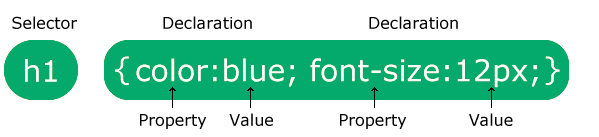 Selector Declaration Declaration
h1 {color:blue; font-size:12px;}
Property Value Property Value